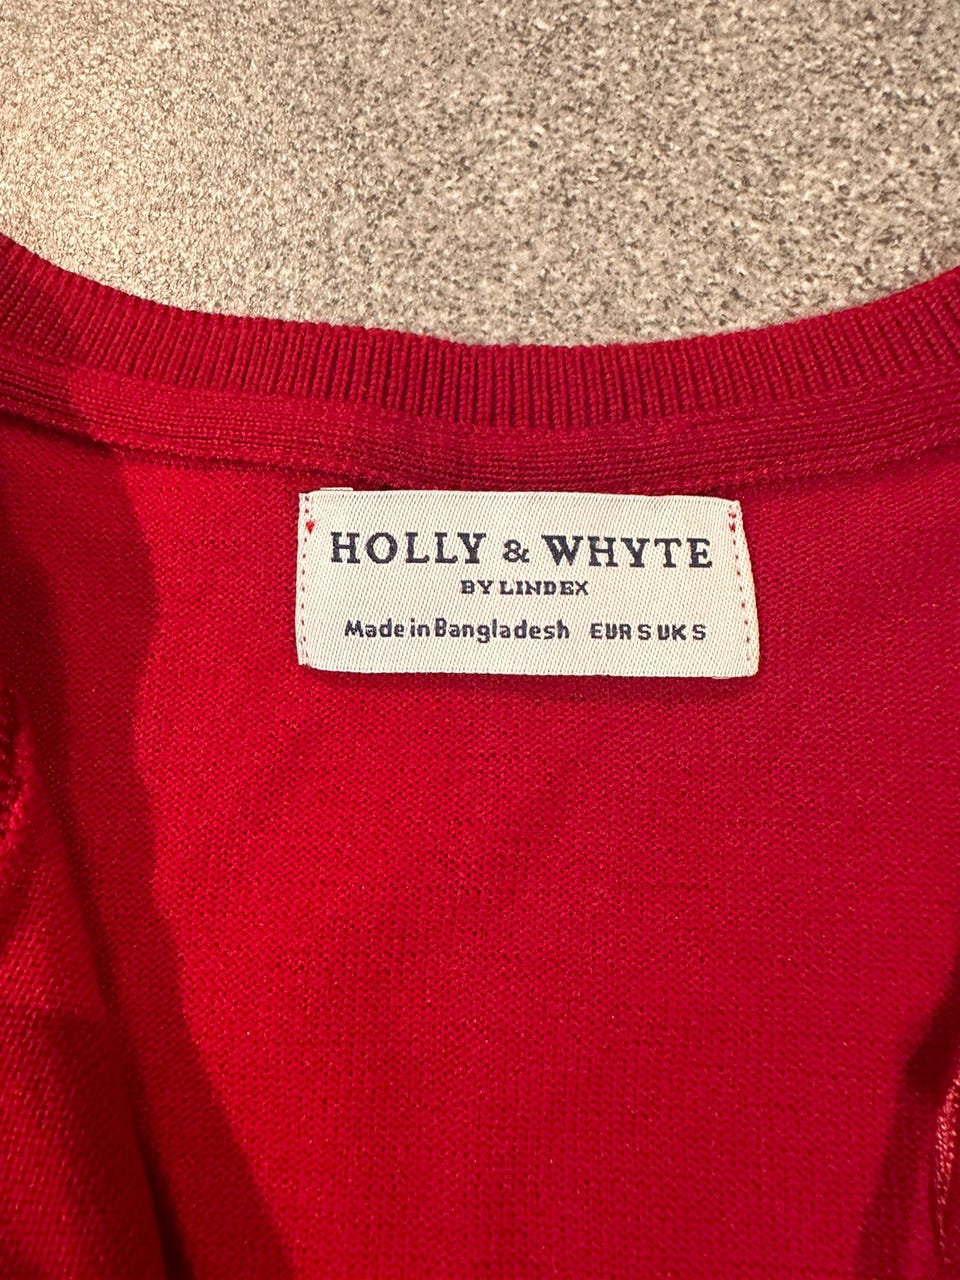 HOLLY & WHYTE
BY LINDEX
Made in Bangladesh EUR S UK S